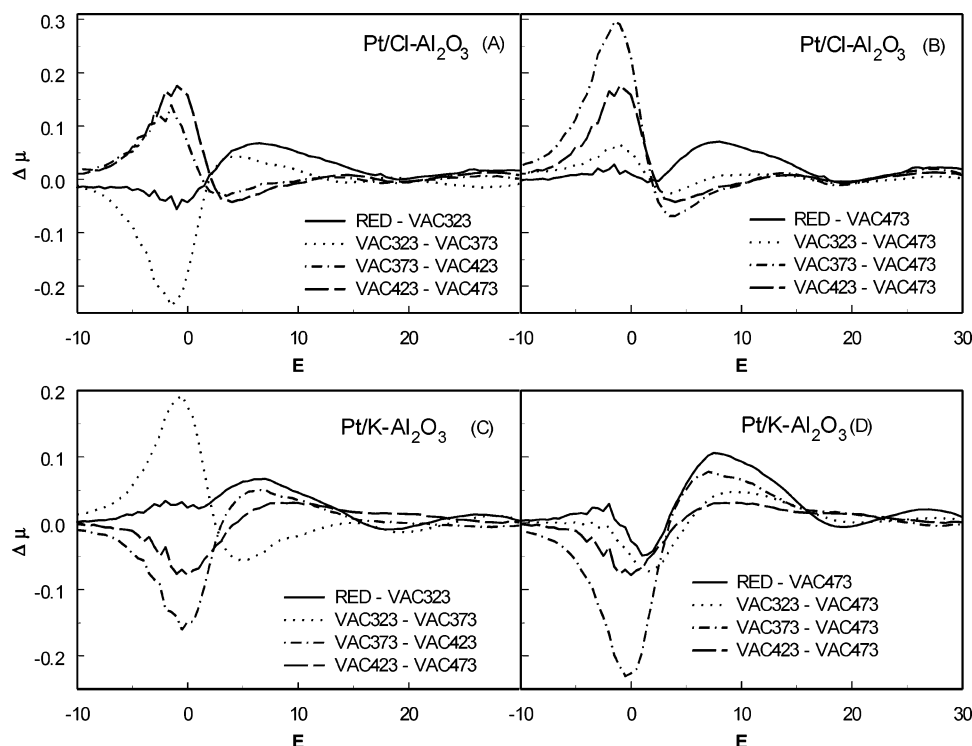 Pt/Cl-Al₂O₃ (A)
Pt/Cl-Al₂O₃ (B)
0.3
0.2
0.1
0.0
-0.1
-0.2
Δ μ
RED - VAC323
VAC323 - VAC373
VAC373 - VAC423
VAC423 - VAC473
RED - VAC473
VAC323 - VAC473
VAC373 - VAC473
VAC423 - VAC473
-10 0 10 20 -10 0 10 20 30
E E
Pt/K-Al₂O₃ (C)
Pt/K-Al₂O₃ (D)
0.2
0.1
0.0
-0.1
-0.2
Δ μ
RED - VAC323
VAC323 - VAC373
VAC373 - VAC423
VAC423 - VAC473
RED - VAC473
VAC323 - VAC473
VAC373 - VAC473
VAC423 - VAC473
-10 0 10 20 -10 0 10 20 30
E E